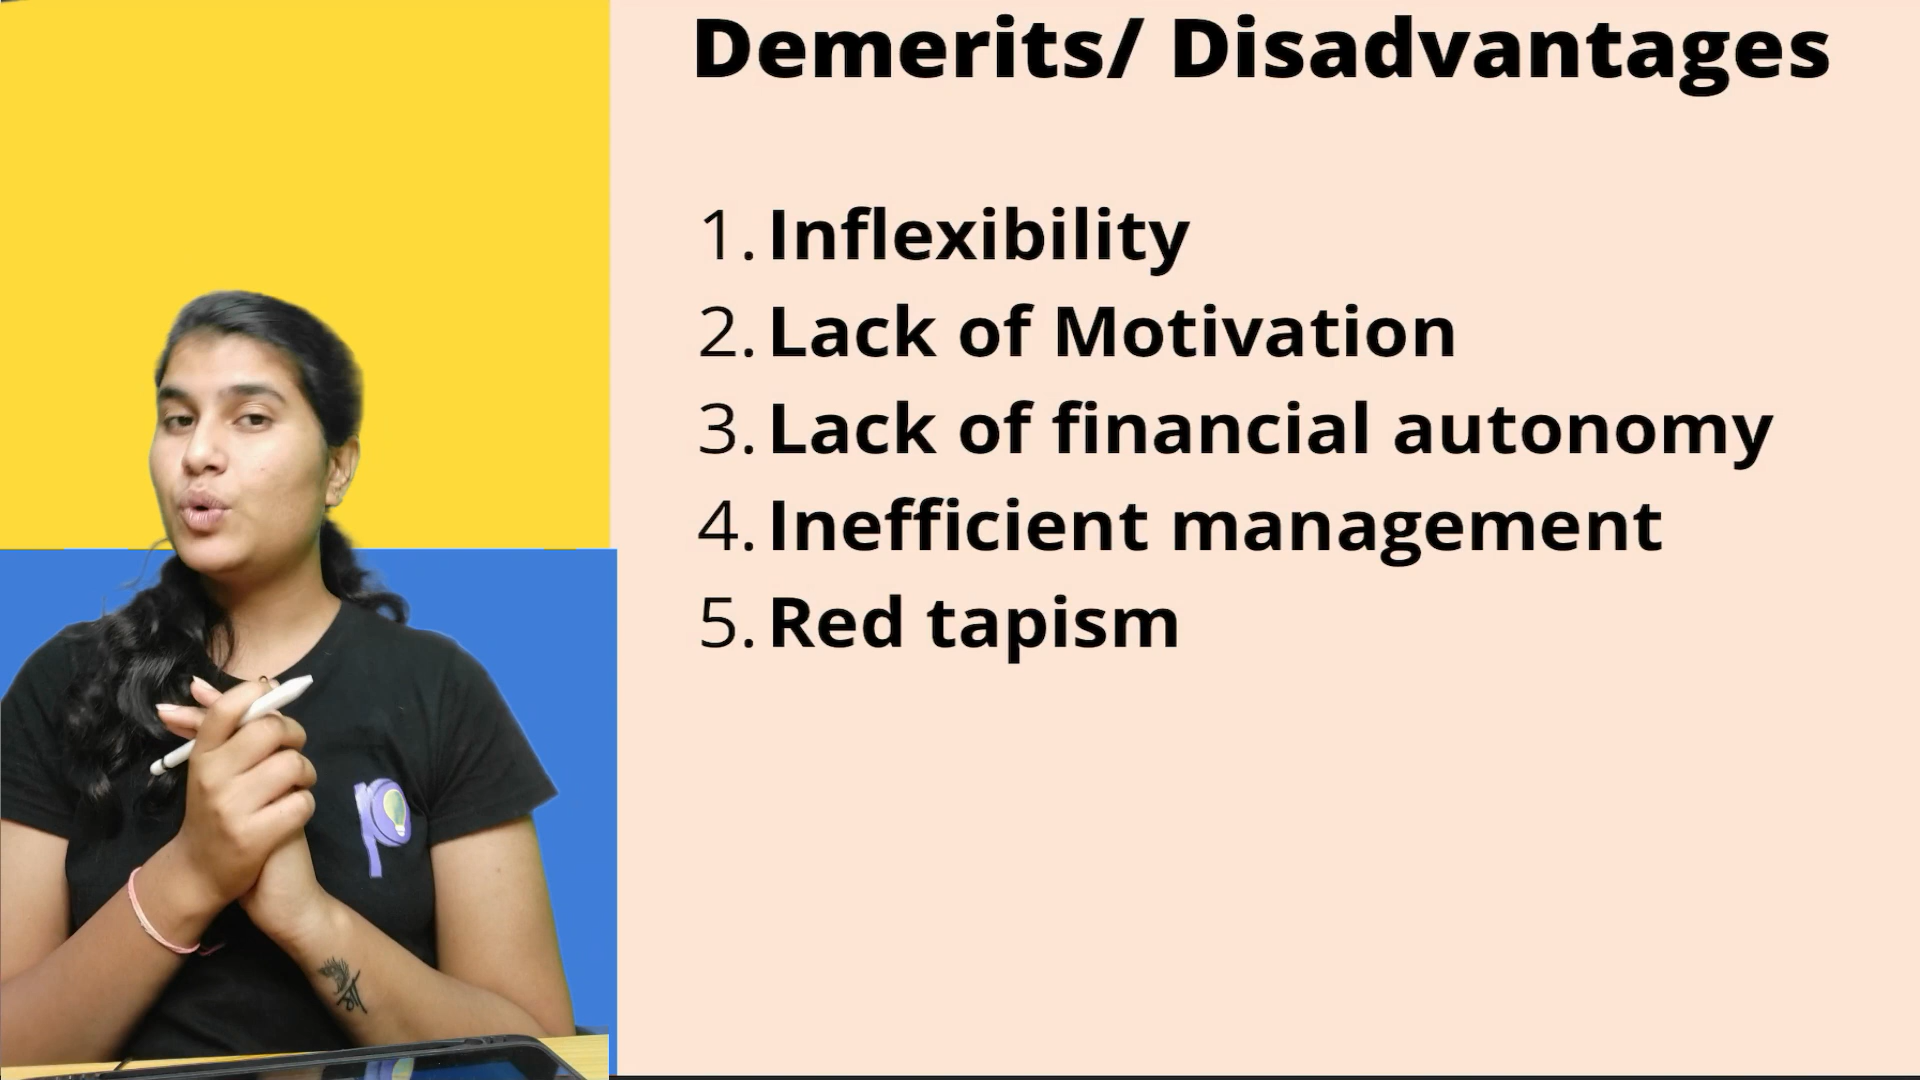 Demerits/ Disadvantages
1. Inflexibility
2. Lack of Motivation
3. Lack of financial autonomy
4. Inefficient management
5. Red tapism